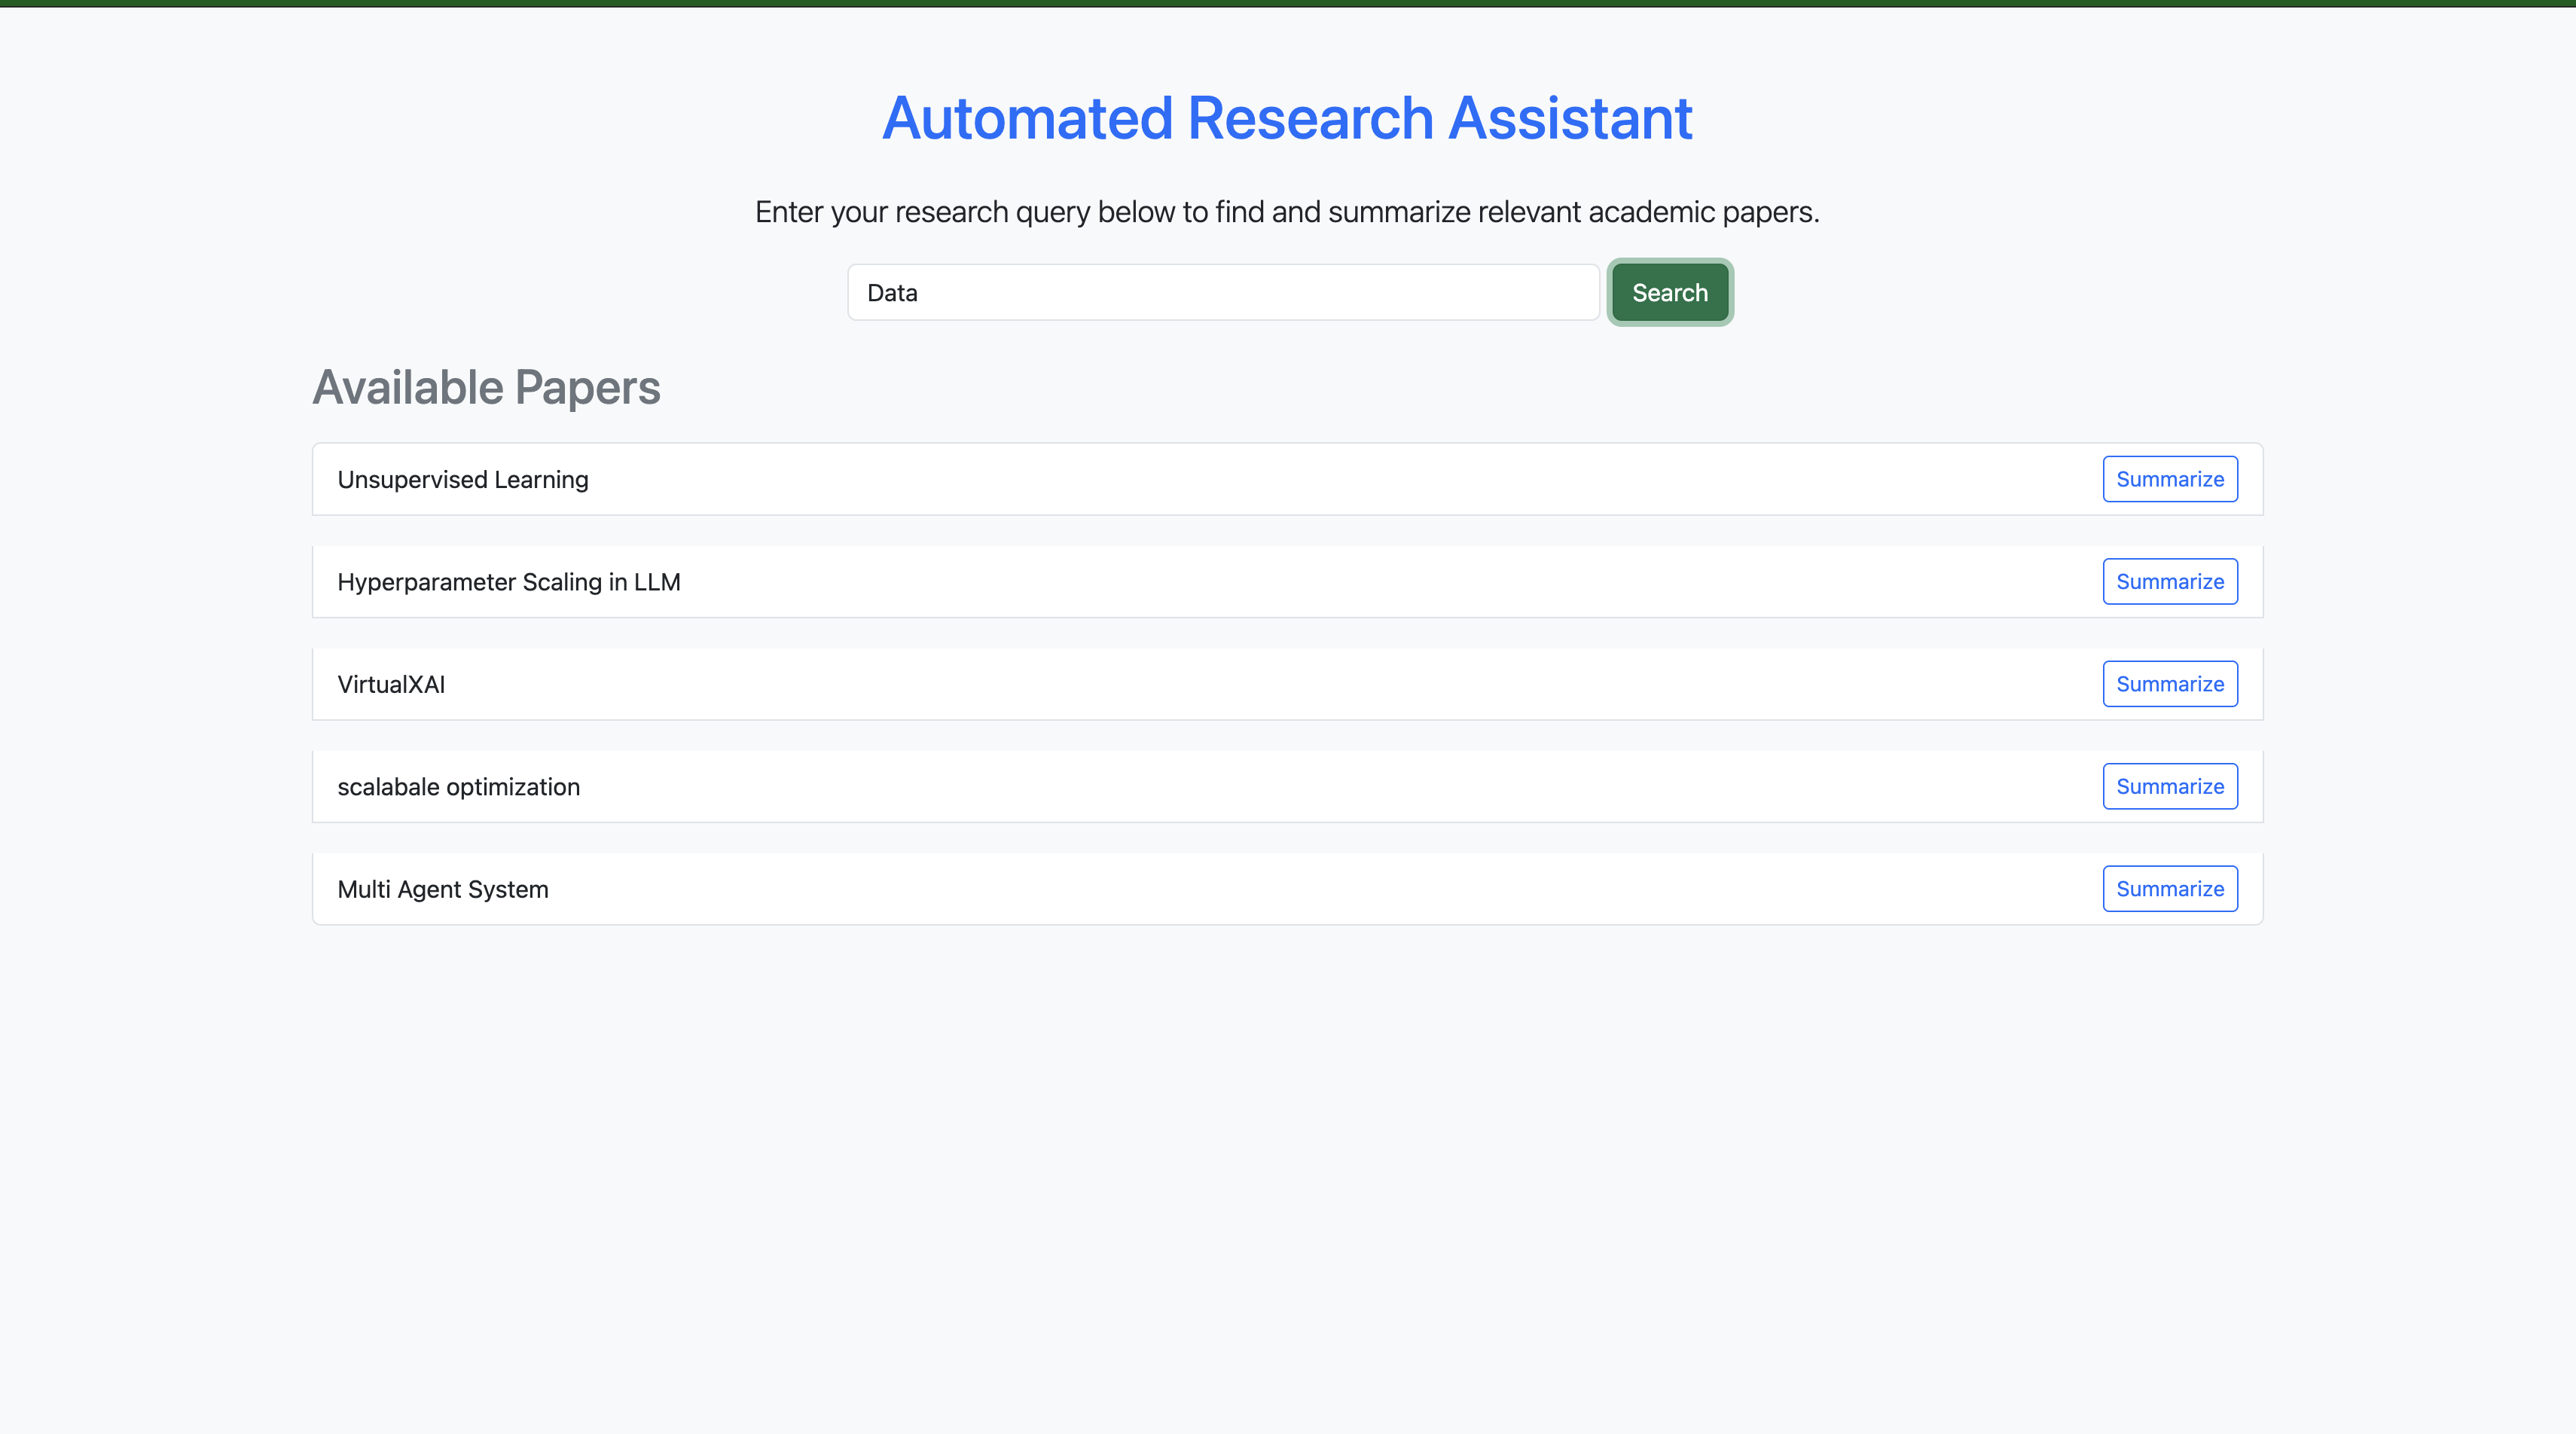 Automated Research Assistant
Enter your research query below to find and summarize relevant academic papers.
Data Search
Available Papers
Unsupervised Learning Summarize
Hyperparameter Scaling in LLM Summarize
VirtualXAI Summarize
scalabale optimization Summarize
Multi Agent System Summarize